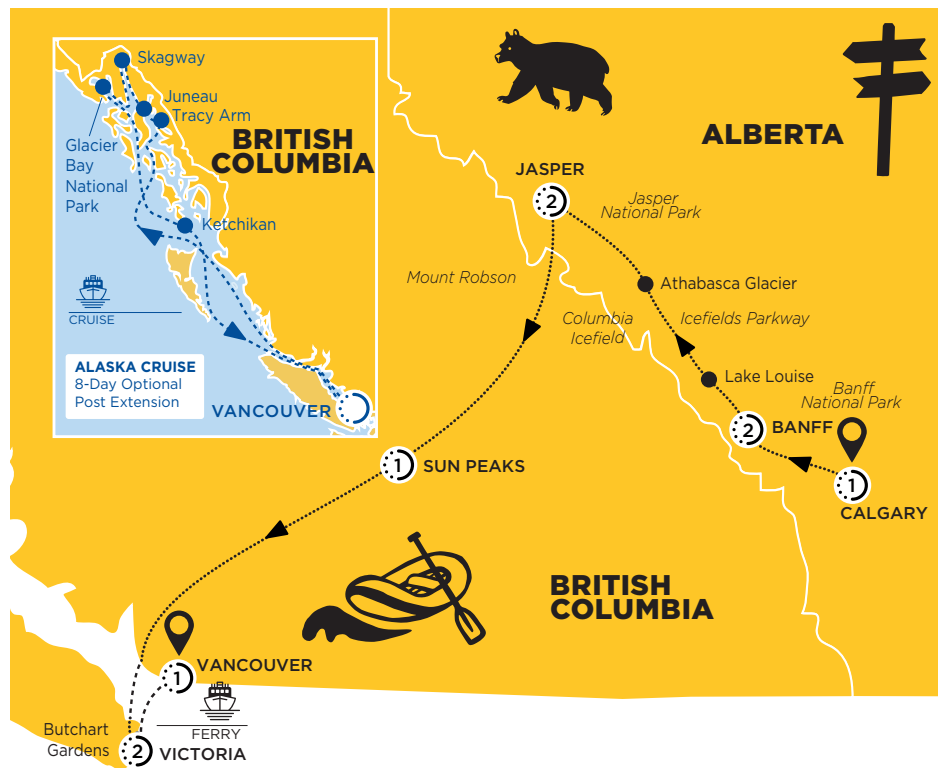 Skagway
Juneau
Tracy Arm
Glacier
Bay
National
Park
BRITISH
COLUMBIA
Ketchikan
CRUISE
ALASKA CRUISE
8-Day Optional
Post Extension
VANCOUVER
ALBERTA
JASPER
2
Jasper
National Park
Mount Robson
Athabasca Glacier
Columbia
Icefield
Icefields Parkway
Lake Louise
Banff
National Park
2
BANFF
1
CALGARY
1
SUN PEAKS
BRITISH
COLUMBIA
VANCOUVER
1
FERRY
Butchart
Gardens
2
VICTORIA